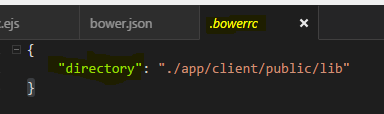 t.ejs bower.json .bowerrc ×
{
"directory": "./app/client/public/lib"
}